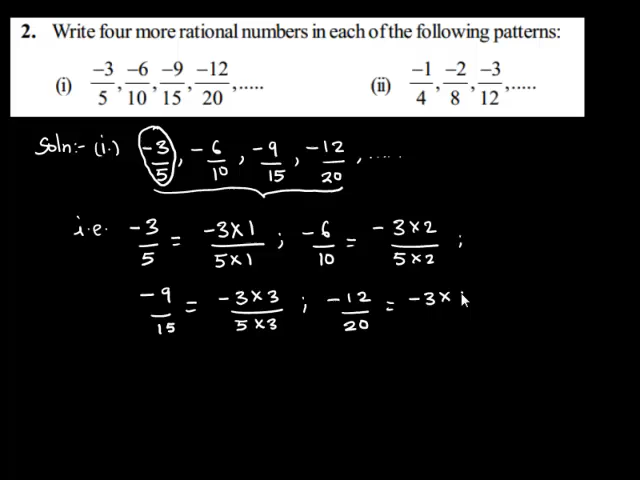 2. Write four more rational numbers in each of the following patterns:
(i) -3/5, -6/10, -9/15, -12/20, ..... (ii) -1/4, -2/8, -3/12, .....
Soln:- (i.) -3/5, -6/10, -9/15, -12/20, .....
i.e. -3/5 = -3×1/5×1 ; -6/10 = -3×2/5×2 ;
-9/15 = -3×3/5×3 ; -12/20 = -3×